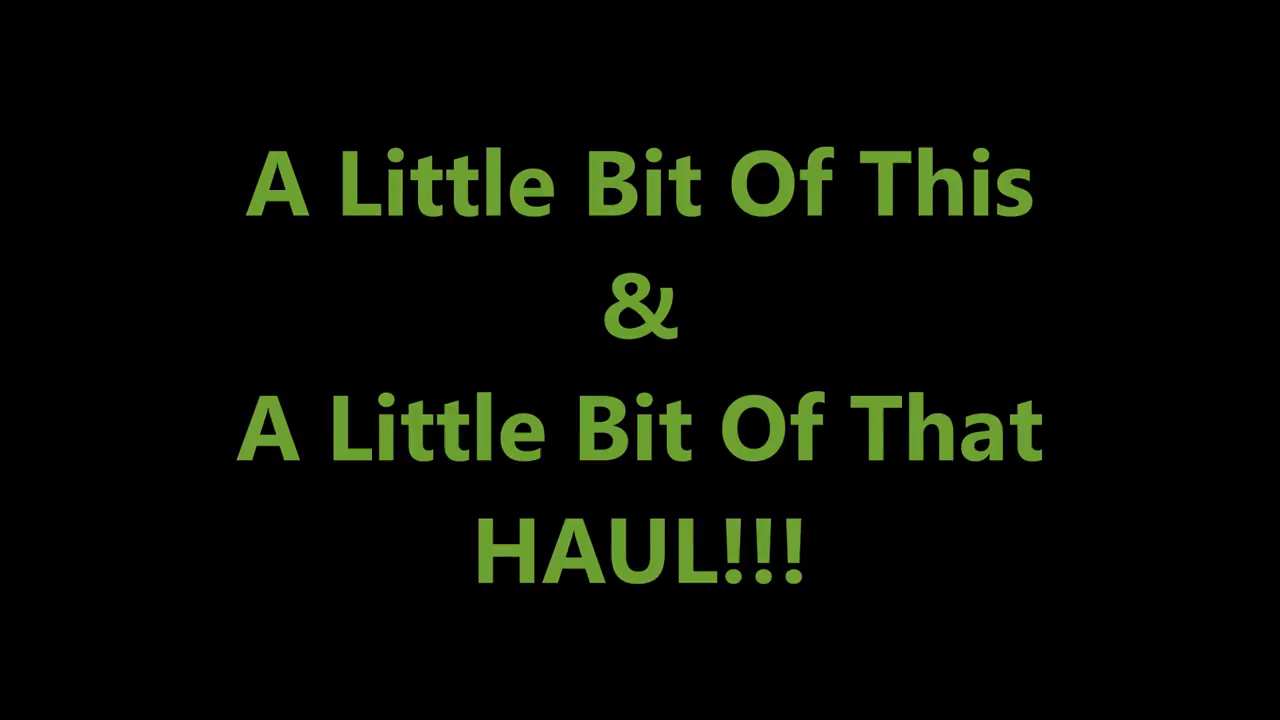 A Little Bit Of This
&
A Little Bit Of That
HAUL!!!